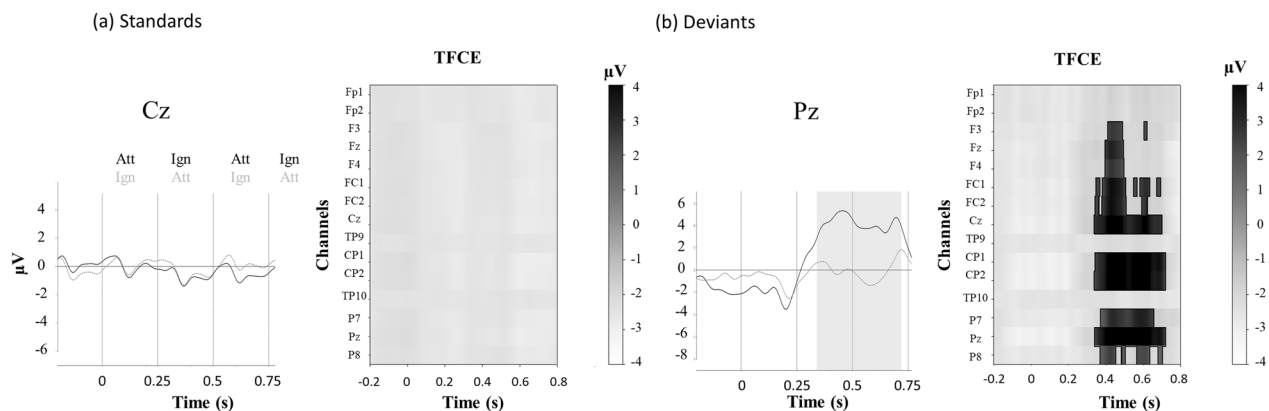 (a) Standards
Cz
Att Ign Att Ign
Ign Att Ign Att
µV
4
2
0
-2
-4
-6
0 0.25 0.5 0.75
Time (s)
TFCE
Channels
Fp1
Fp2
F3
Fz
F4
FC1
FC2
Cz
TP9
CP1
CP2
TP10
P7
Pz
P8
-0.2 0 0.2 0.4 0.6 0.8
Time (s)
µV
4
3
2
1
0
-1
-2
-3
-4
(b) Deviants
Pz
6
4
2
0
-2
-4
-6
-8
0 0.25 0.5 0.75
Time (s)
TFCE
Channels
Fp1
Fp2
F3
Fz
F4
FC1
FC2
Cz
TP9
CP1
CP2
TP10
P7
Pz
P8
-0.2 0 0.2 0.4 0.6 0.8
Time (s)
µV
4
3
2
1
0
-1
-2
-3
-4